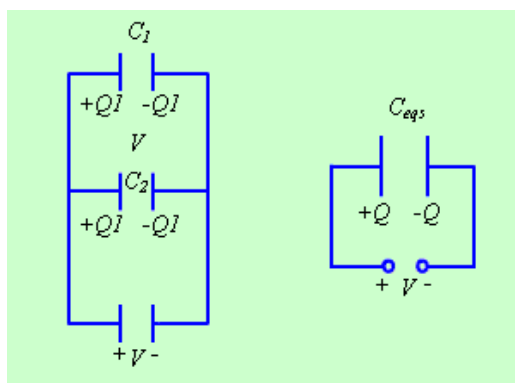 C1
+Q1 -Q1
V
C2
+Q1 -Q1
+ V -
Ceqs
+Q -Q
+ V -